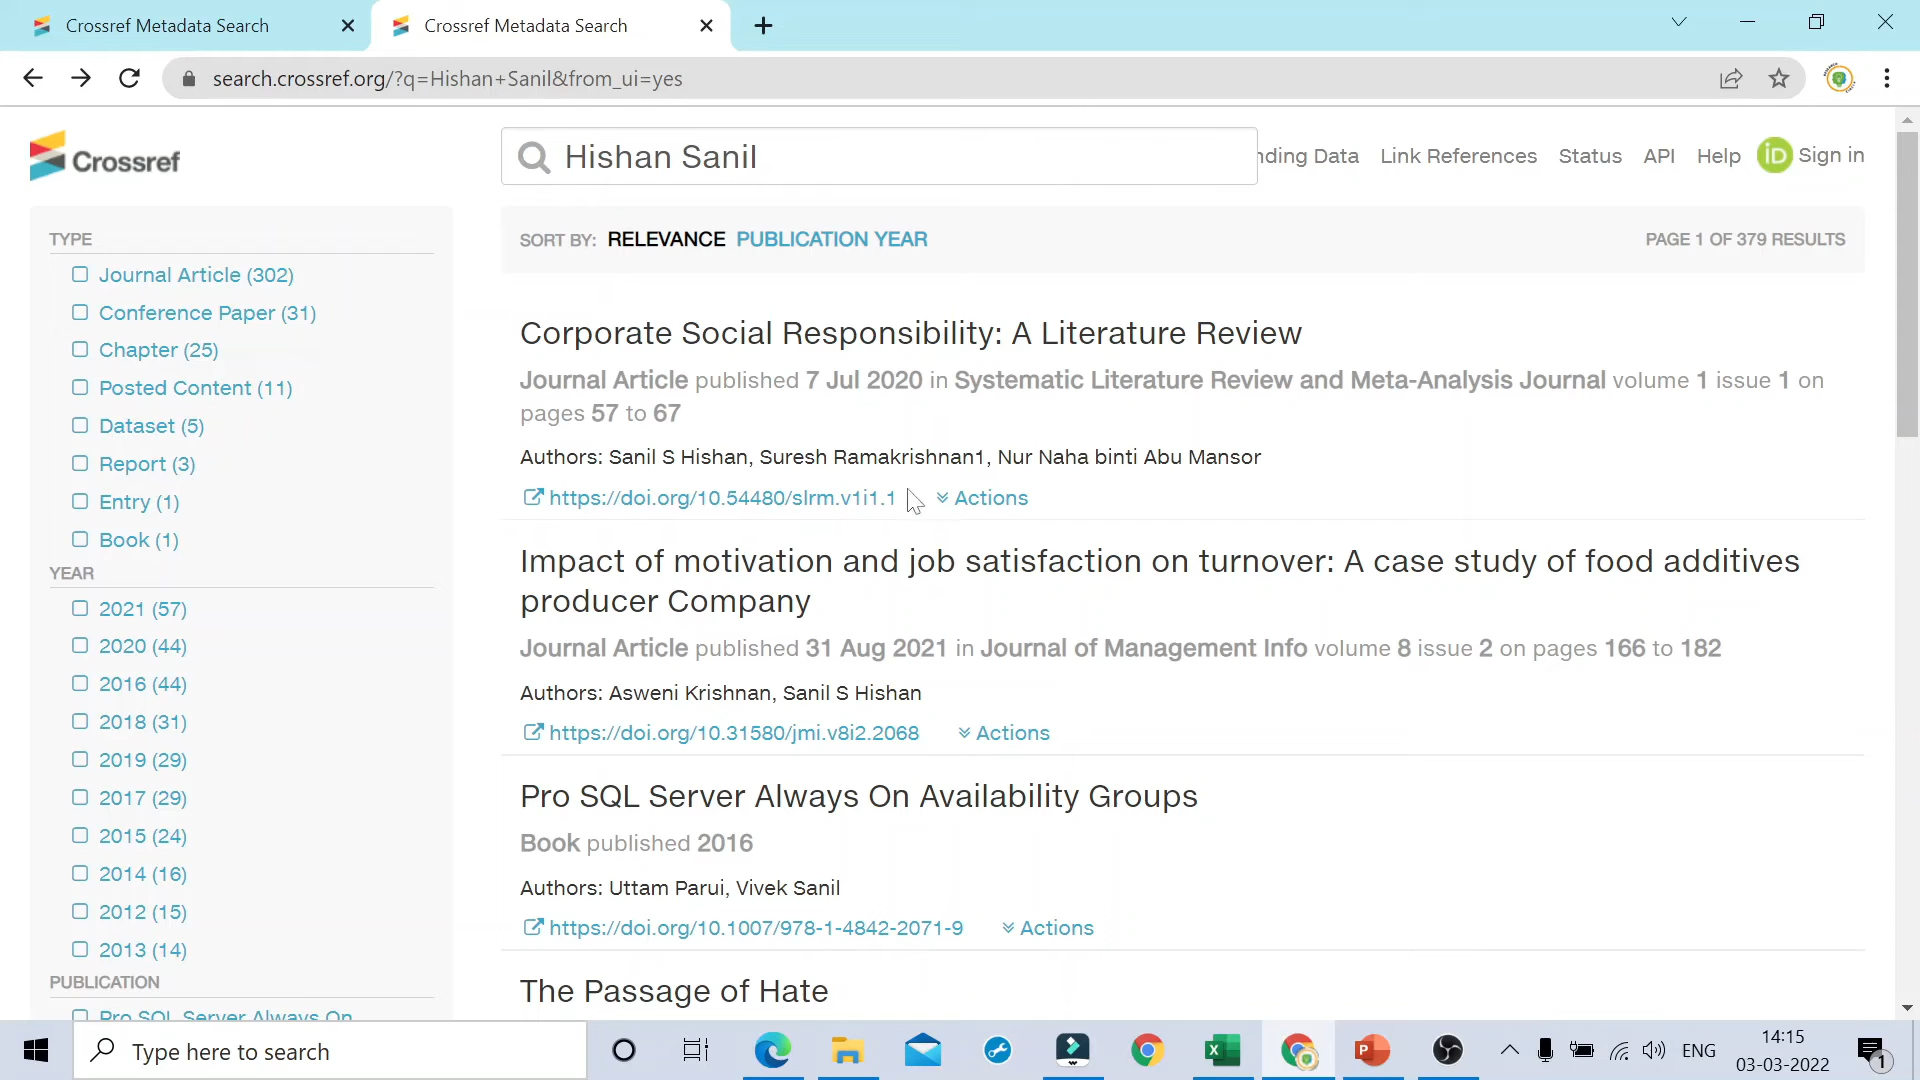 Crossref Metadata Search
Crossref Metadata Search
search.crossref.org/?q=Hishan+Sanil&from_ui=yes
Crossref
Hishan Sanil
nding Data Link References Status API Help iD Sign in
TYPE
Journal Article (302)
Conference Paper (31)
Chapter (25)
Posted Content (11)
Dataset (5)
Report (3)
Entry (1)
Book (1)
YEAR
2021 (57)
2020 (44)
2016 (44)
2018 (31)
2019 (29)
2017 (29)
2015 (24)
2014 (16)
2012 (15)
2013 (14)
PUBLICATION
Pro SQL Server Always On
SORT BY: RELEVANCE PUBLICATION YEAR
PAGE 1 OF 379 RESULTS
Corporate Social Responsibility: A Literature Review
Journal Article published 7 Jul 2020 in Systematic Literature Review and Meta-Analysis Journal volume 1 issue 1 on
pages 57 to 67
Authors: Sanil S Hishan, Suresh Ramakrishnan1, Nur Naha binti Abu Mansor
https://doi.org/10.54480/slrm.v1i1.1 Actions
Impact of motivation and job satisfaction on turnover: A case study of food additives
producer Company
Journal Article published 31 Aug 2021 in Journal of Management Info volume 8 issue 2 on pages 166 to 182
Authors: Asweni Krishnan, Sanil S Hishan
https://doi.org/10.31580/jmi.v8i2.2068 Actions
Pro SQL Server Always On Availability Groups
Book published 2016
Authors: Uttam Parui, Vivek Sanil
https://doi.org/10.1007/978-1-4842-2071-9 Actions
The Passage of Hate
Type here to search
ENG
14:15
03-03-2022
1